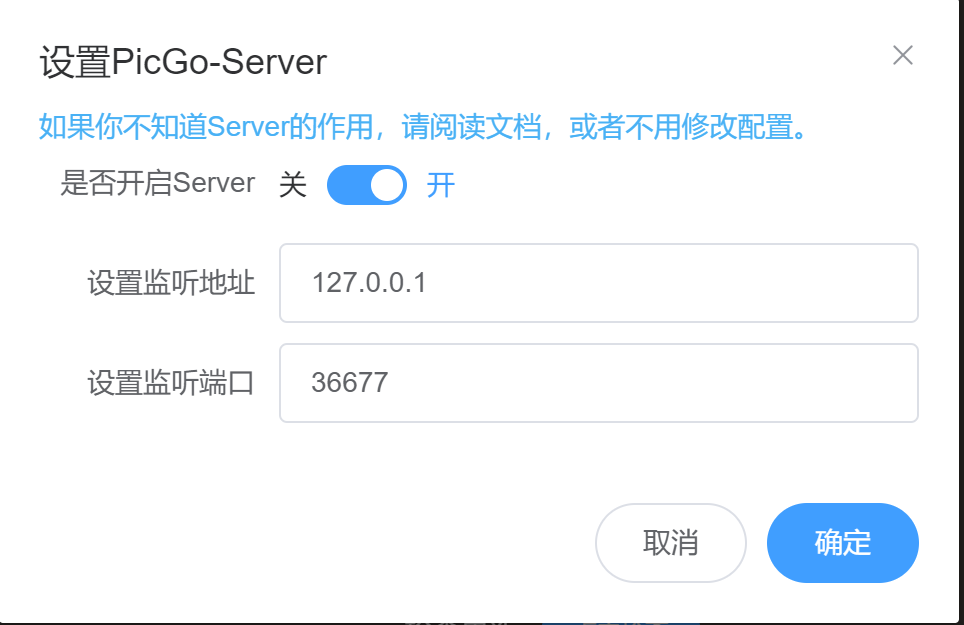 设置PicGo-Server
如果你不知道Server的作用，请阅读文档，或者不用修改配置。
是否开启Server 关 开
设置监听地址 127.0.0.1
设置监听端口 36677
取消 确定